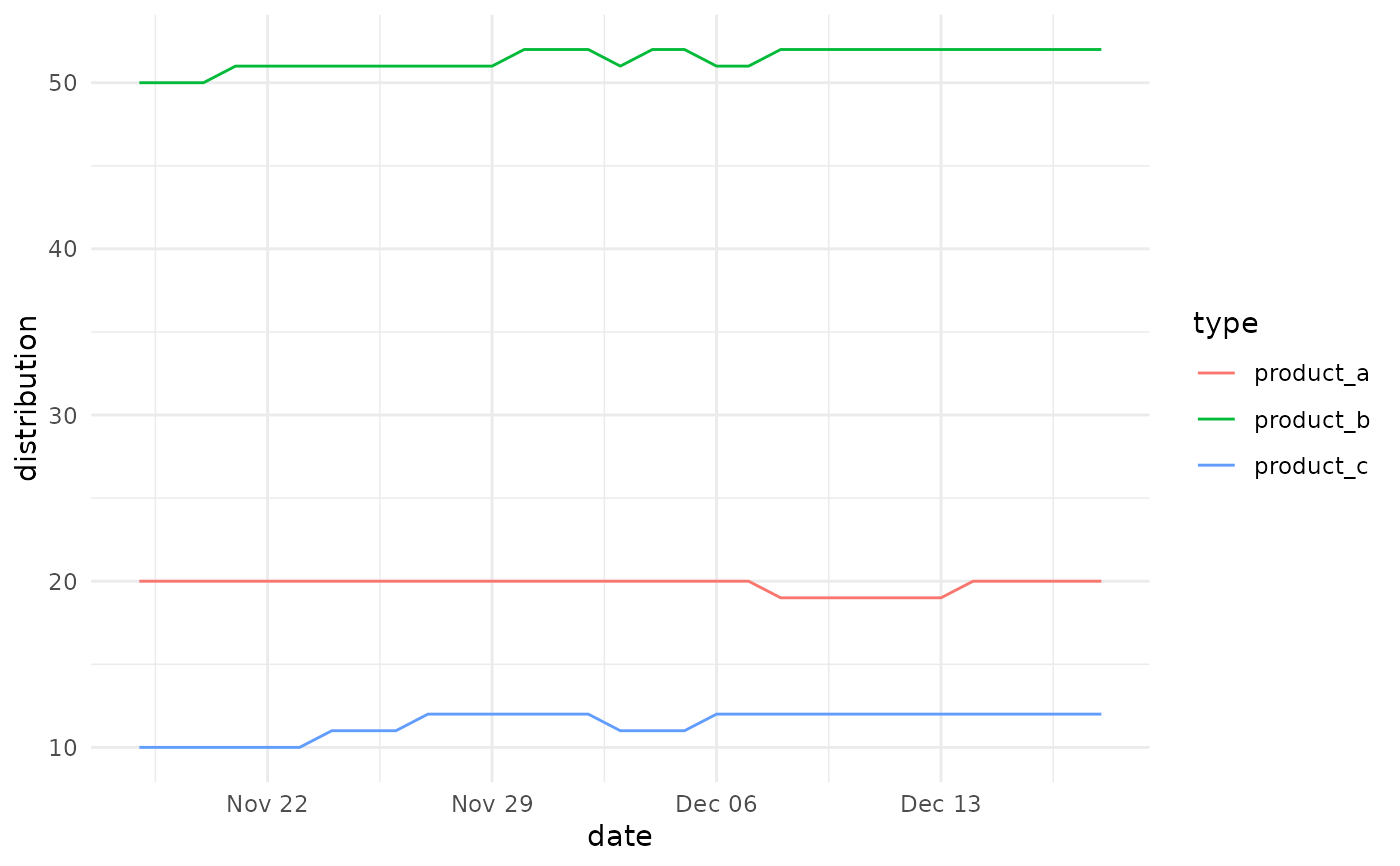 50
40
30
20
10
distribution
Nov 22 Nov 29 Dec 06 Dec 13
date
type
product_a
product_b
product_c